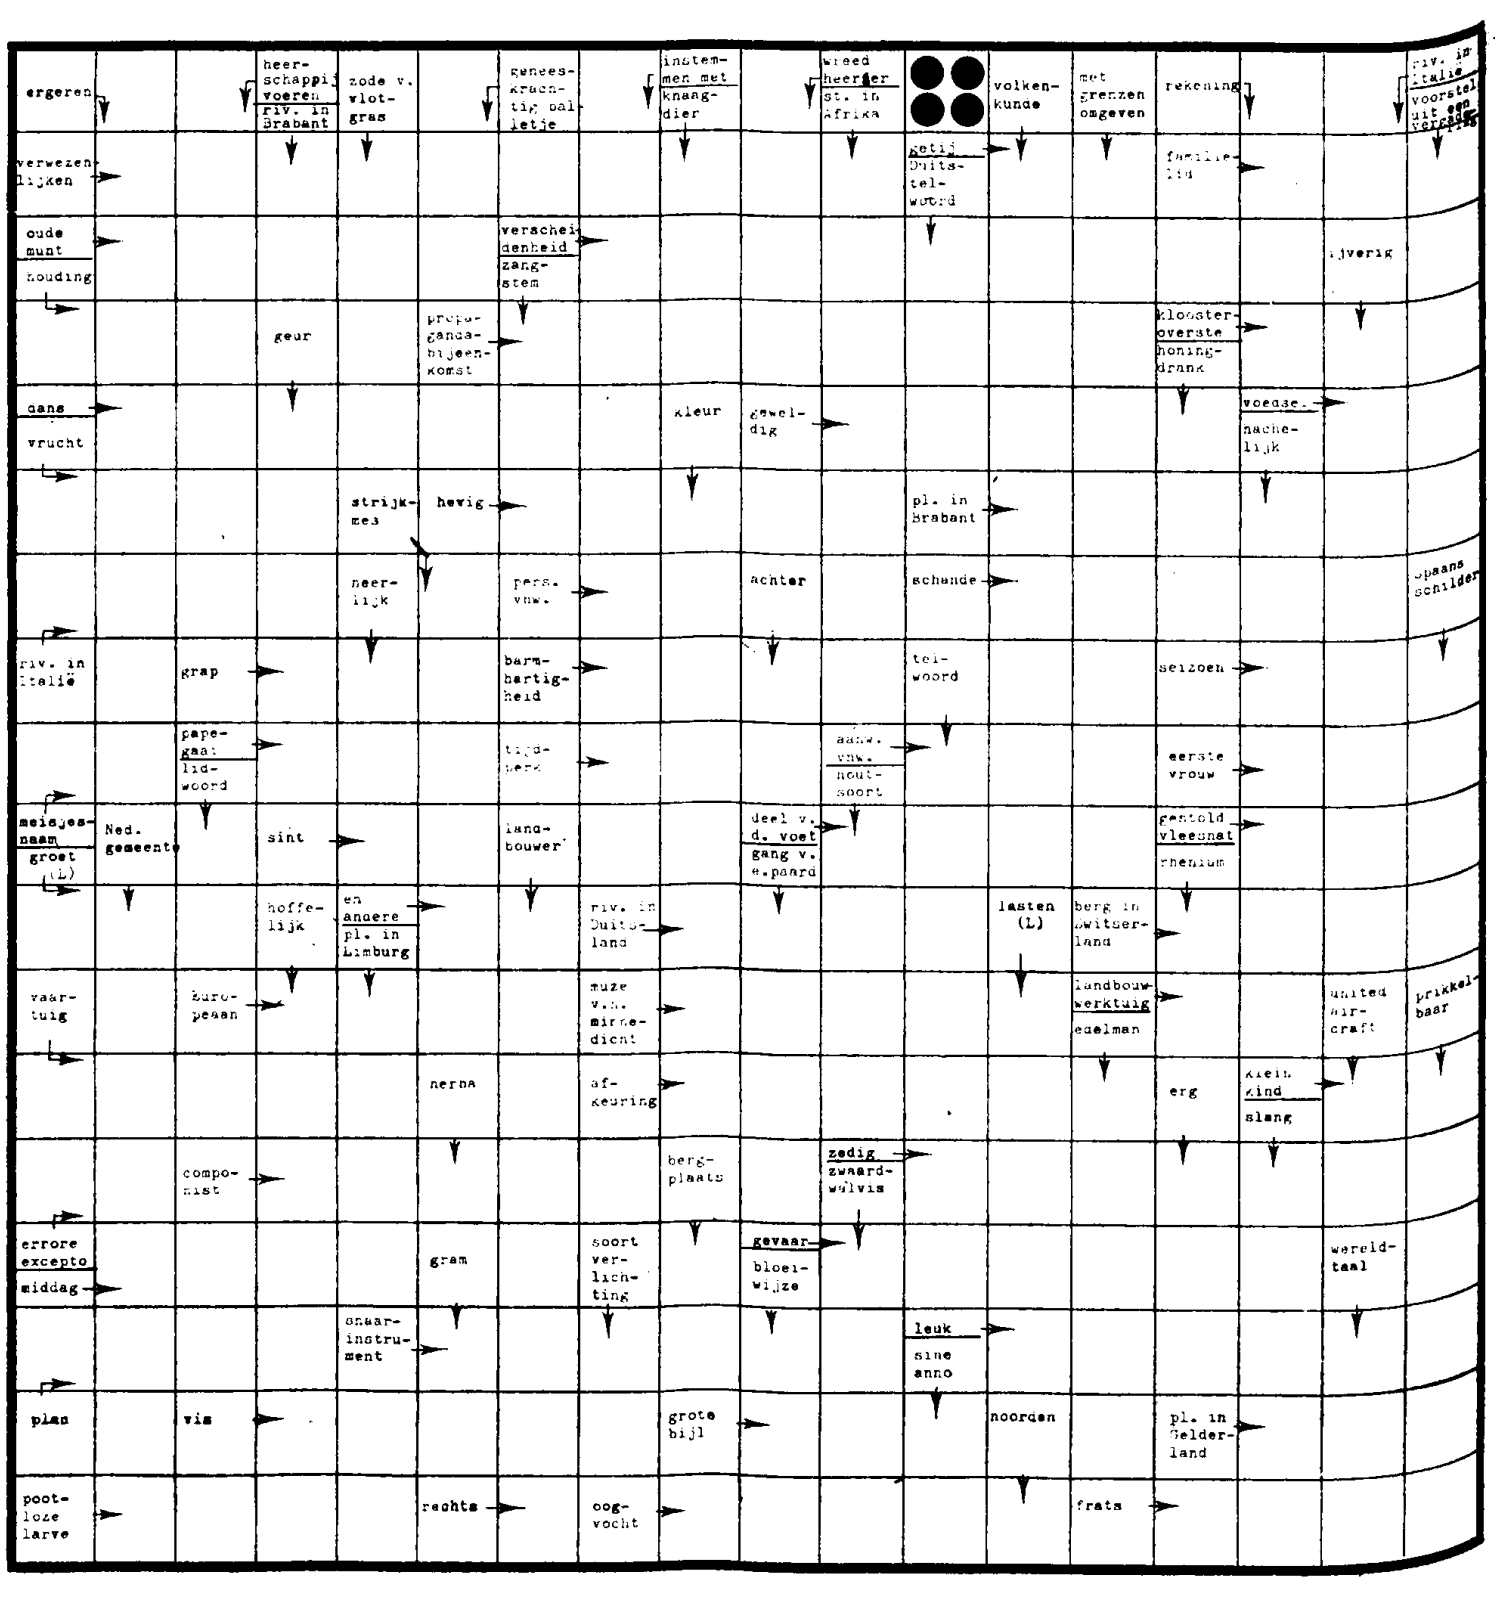 ergeren
heer-
schappij
voeren
riv. in
Brabant
zode v.
vlot-
gras
genees-
krach-
tig bal
letje
instem-
men met
knaag-
dier
wreed
heerser
st. in
Afrika
volken-
kunde
met
grenzen
omgeven
rekening
riv. in
Italie
voorstel
uit een
vergader
verwezen-
lijken
getij
Duits-
tel-
woord
familie-
lid
oude
munt
houding
verschei
denheid
zang-
stem
ijverig
geur
propa-
ganda-
bijeen-
komst
klooster-
overste
honing-
drank
dans
vrucht
kleur
gewel-
dig
voedsel
hache-
lijk
strijk-
mes
hevig
pl. in
Brabant
heer-
lijk
pers.
vnw.
achter
schande
Spaans
schilder
riv. in
Italië
grap
barm-
hartig-
heid
tel-
woord
seizoen
pape-
gaai
lid-
woord
tijd-
perk
aanw.
vnw.
hout-
soort
eerste
vrouw
meisjes-
naam
groet
(L)
Ned.
gemeente
sint
land-
bouwer
deel v.
d. voet
gang v.
e.paard
gestold
vleesnat
rhenium
hoffe-
lijk
en
andere
pl. in
Limburg
riv. in
Duits-
land
lasten
(L)
berg in
Zwitser-
land
vaar-
tuig
Euro-
peaan
muze
v.h.
minne-
dicht
landbouw
werktuig
edelman
united
air-
craft
prikkel-
baar
herba
af-
keuring
erg
klein
kind
slang
compo-
nist
berg-
plaats
zedig
zwaard-
walvis
errore
excepto
middag
gram
soort
ver-
lich-
ting
gevaar
bloei-
wijze
wereld-
taal
snaar-
instru-
ment
leuk
sine
anno
plan
vis
grote
bijl
noorden
pl. in
Gelder-
land
poot-
loze
larve
rechts
oog-
vocht
frats